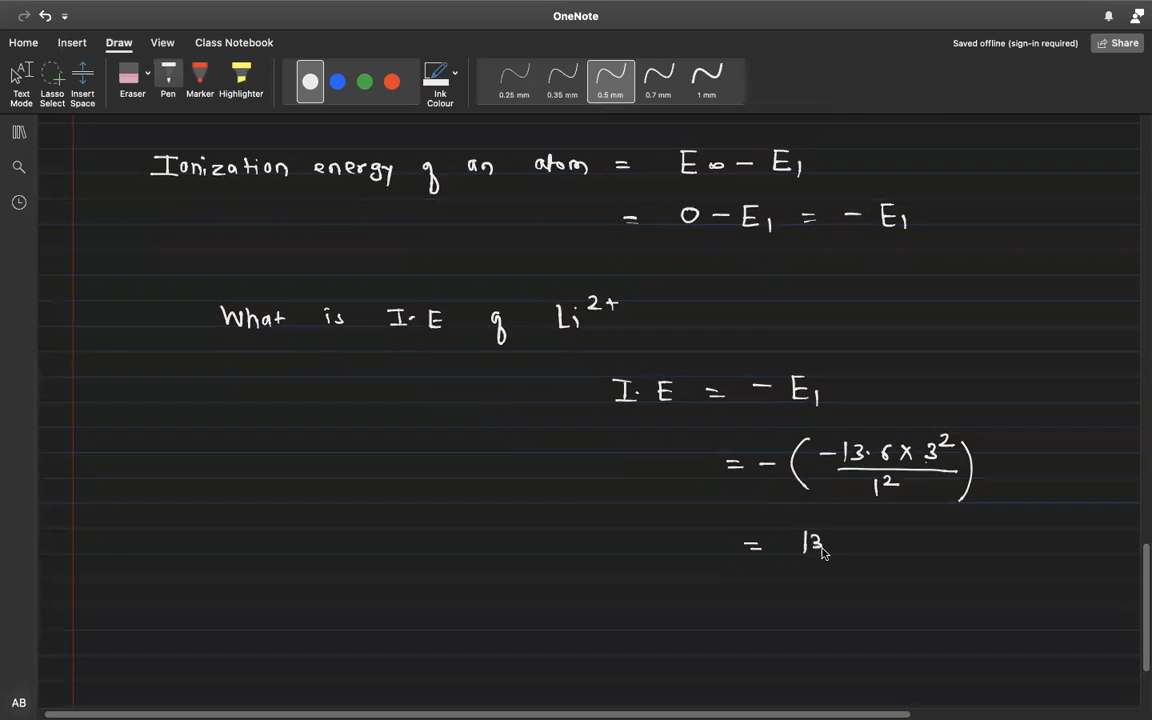 OneNote
Home Insert Draw View Class Notebook
Saved offline (sign-in required) Share
Text Mode Lasso Select Insert Space Eraser Pen Marker Highlighter Ink Colour 0.25 mm 0.35 mm 0.5 mm 0.7 mm 1 mm
Ionization energy of an atom = E∞ − E₁
= 0 − E₁ = − E₁
What is I.E of Li²⁺
I.E = − E₁
= − (−13.6 × 3² / 1²)
= 13
AB